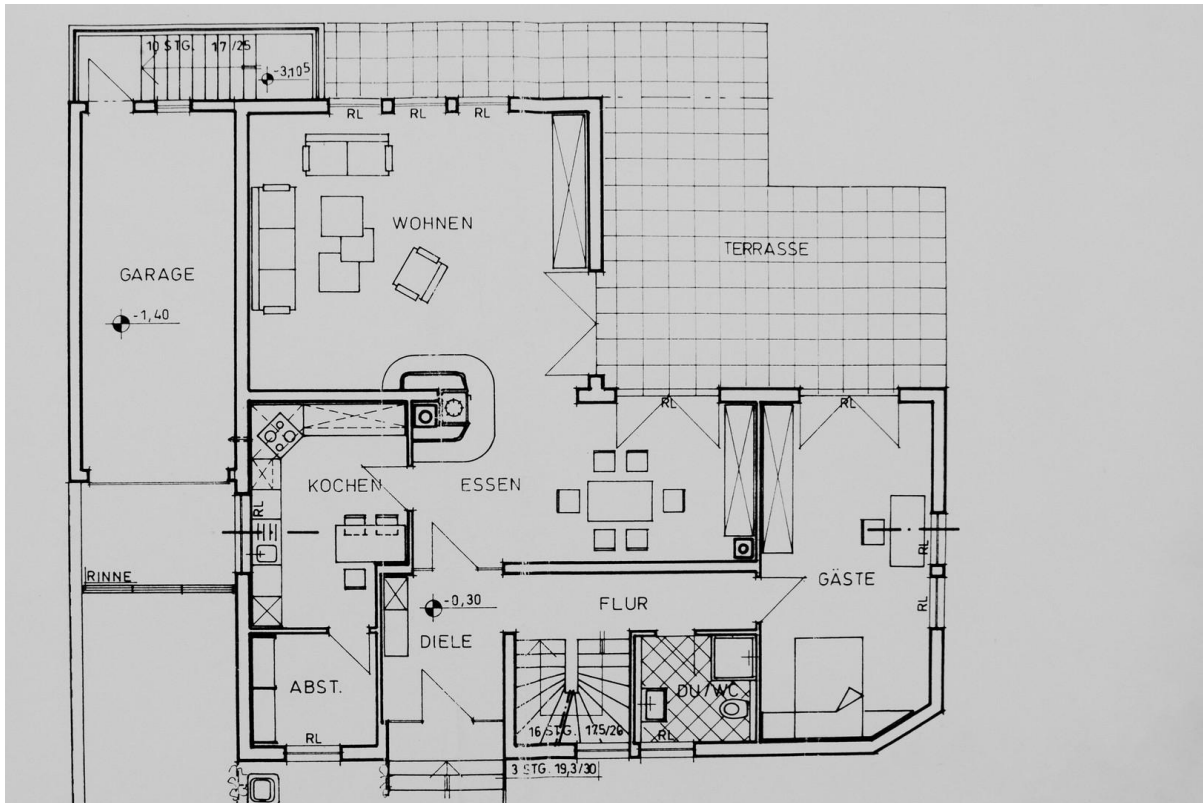 10 STG. 17/25
-3,105
RL RL RL
WOHNEN
TERRASSE
GARAGE
-1,40
RL RL
KOCHEN ESSEN
RL
RL
RINNE
GÄSTE
-0,30
FLUR
RL
DIELE
ABST.
DU/WC
16 STG. 17,5/26
RL
RL
3 STG. 19,3/30